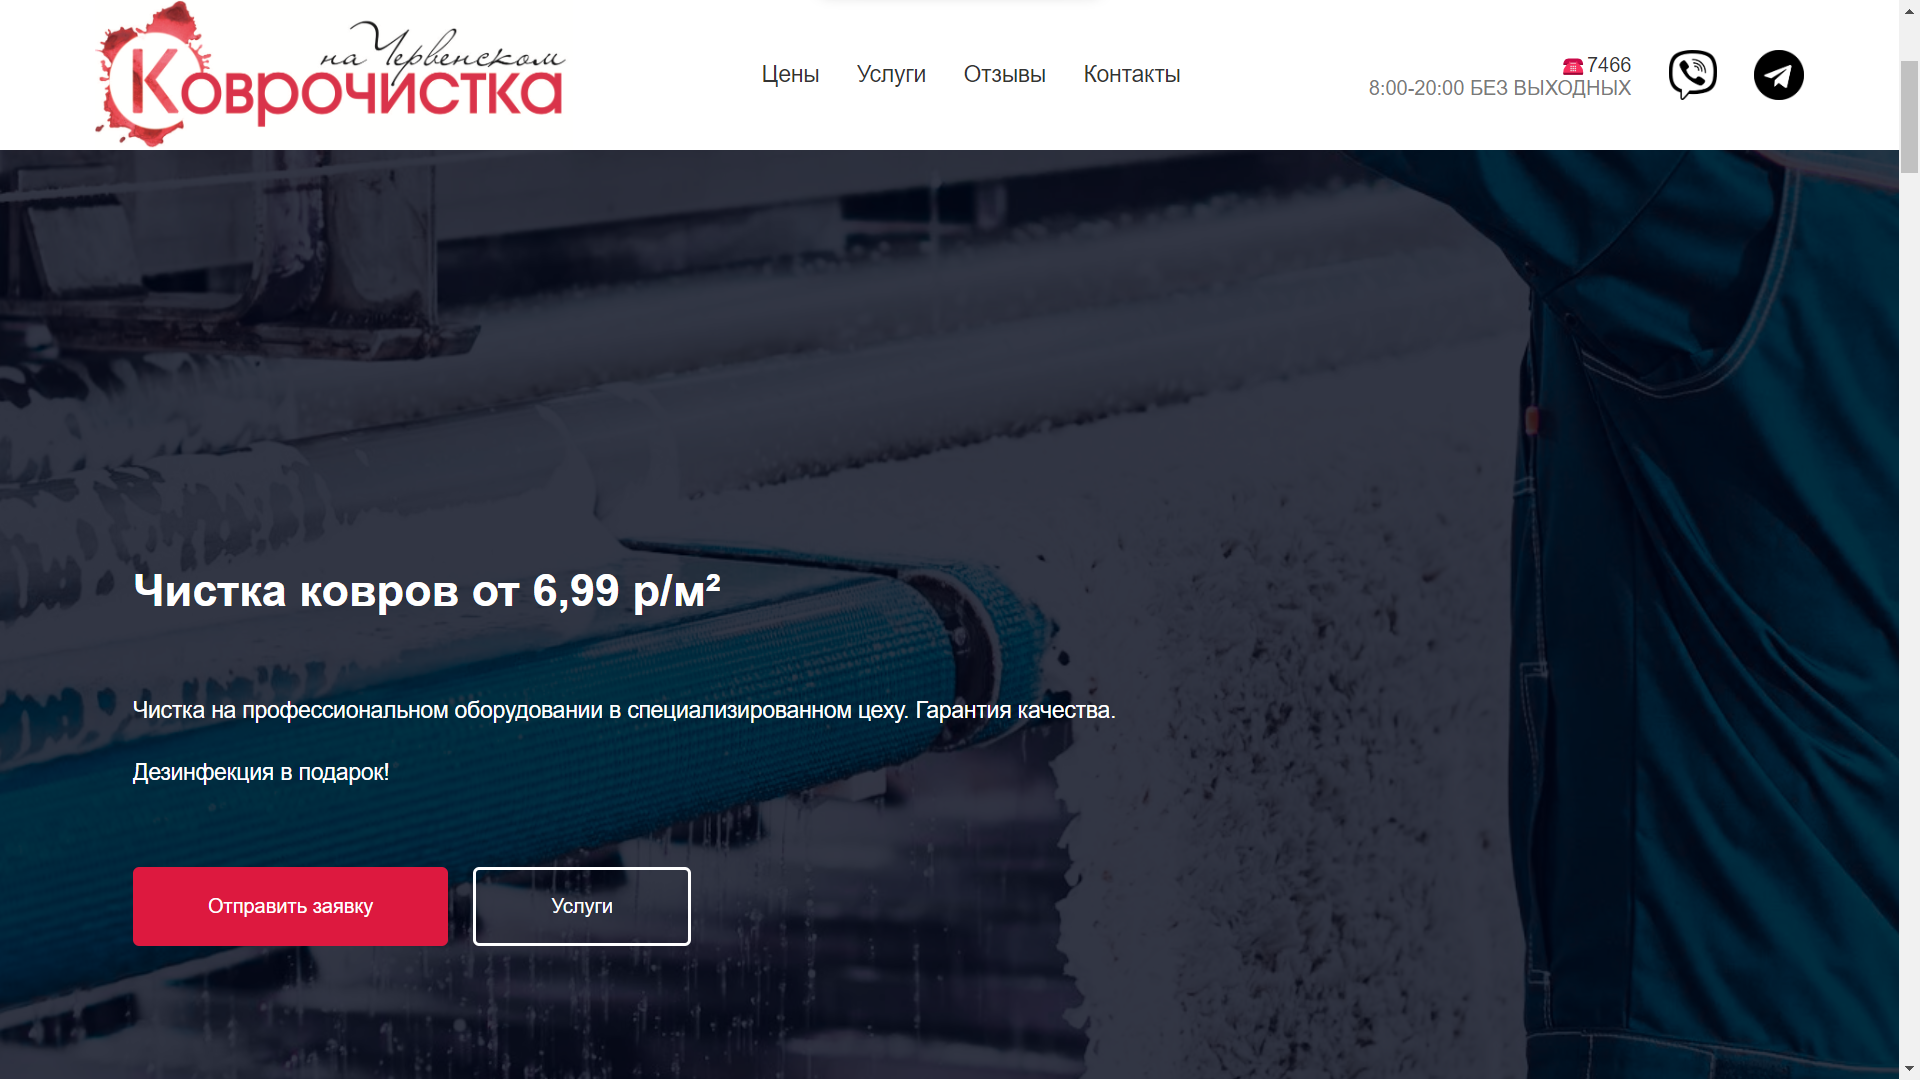 на Червенском
Коврочистка
Цены Услуги Отзывы Контакты
☎️7466
8:00-20:00 БЕЗ ВЫХОДНЫХ
Чистка ковров от 6,99 р/м²
Чистка на профессиональном оборудовании в специализированном цеху. Гарантия качества.
Дезинфекция в подарок!
Отправить заявку Услуги